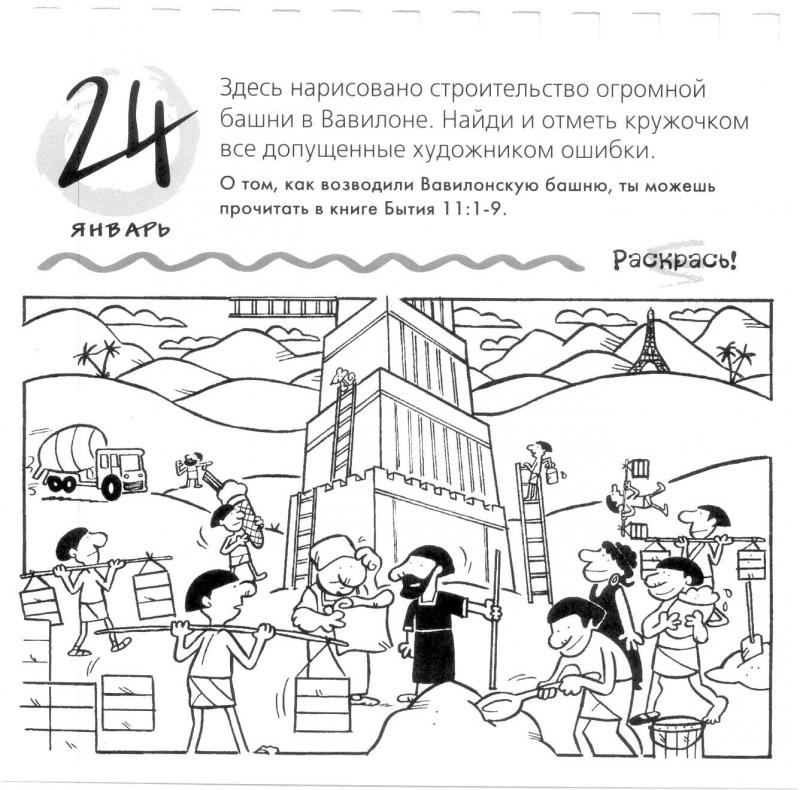 24
ЯНВАРЬ
Здесь нарисовано строительство огромной
башни в Вавилоне. Найди и отметь кружочком
все допущенные художником ошибки.
О том, как возводили Вавилонскую башню, ты можешь
прочитать в книге Бытия 11:1-9.
Раскрась!